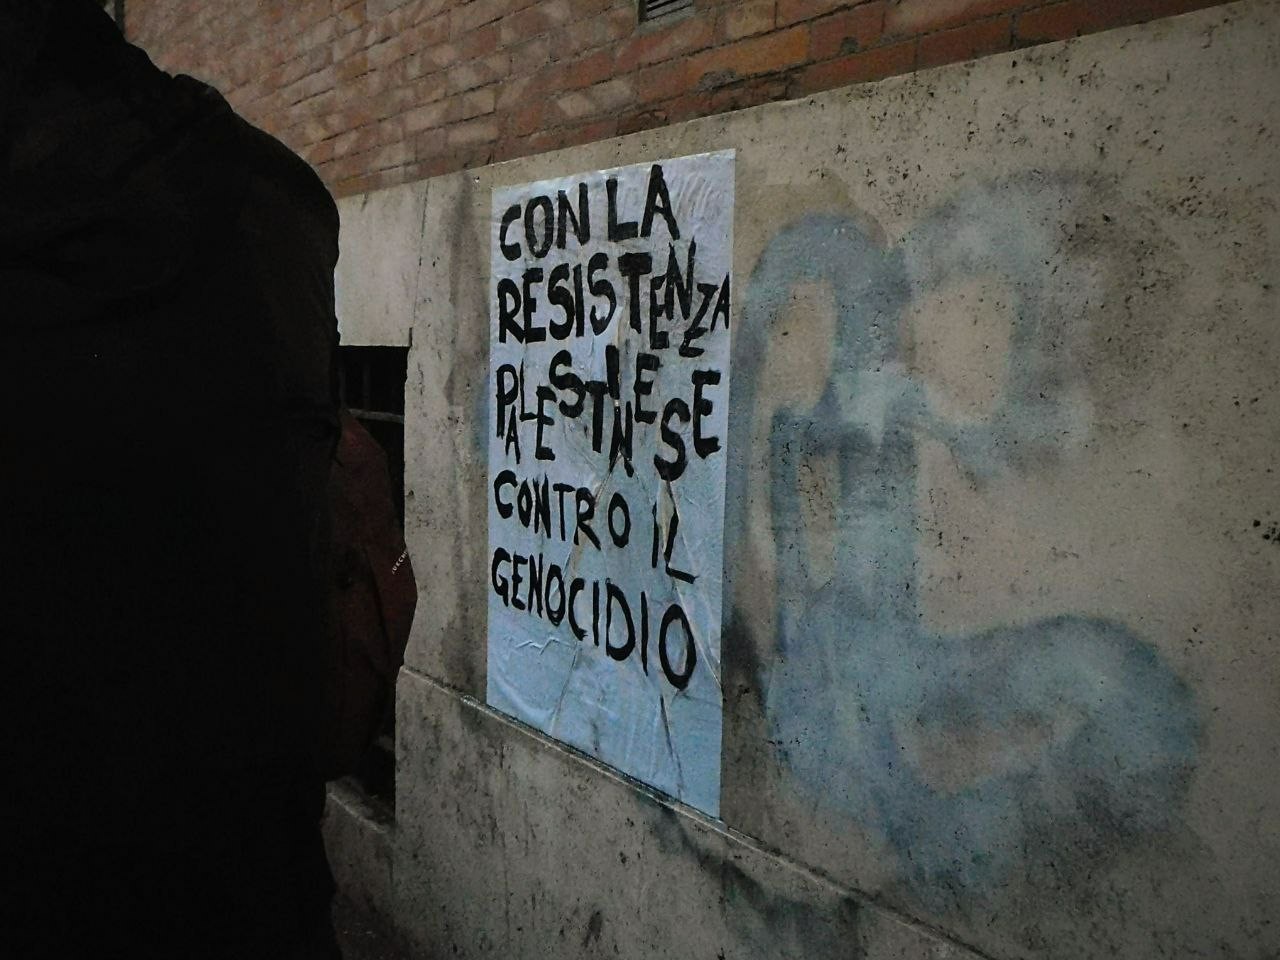 CON LA
RESISTENZA
PALESTINESE
CONTRO IL
GENOCIDIO